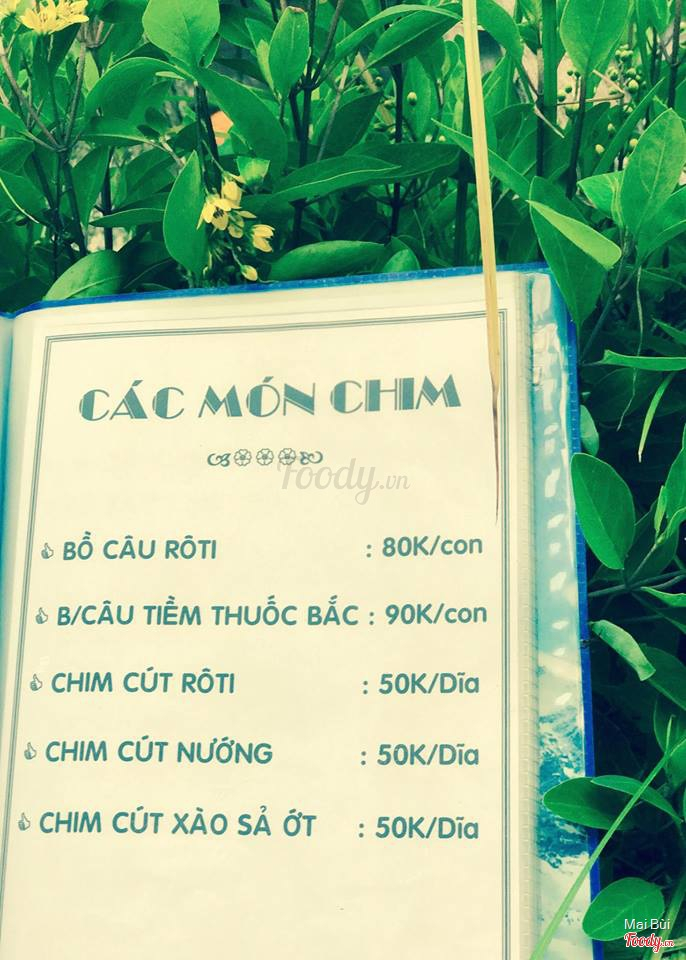 CÁC MÓN CHIM
Foody.vn
BỒ CÂU RÔTI : 80K/con
B/CÂU TIỀM THUỐC BẮC : 90K/con
CHIM CÚT RÔTI : 50K/Dĩa
CHIM CÚT NƯỚNG : 50K/Dĩa
CHIM CÚT XÀO SẢ ỚT : 50K/Dĩa
Mai Bùi
Foody.vn